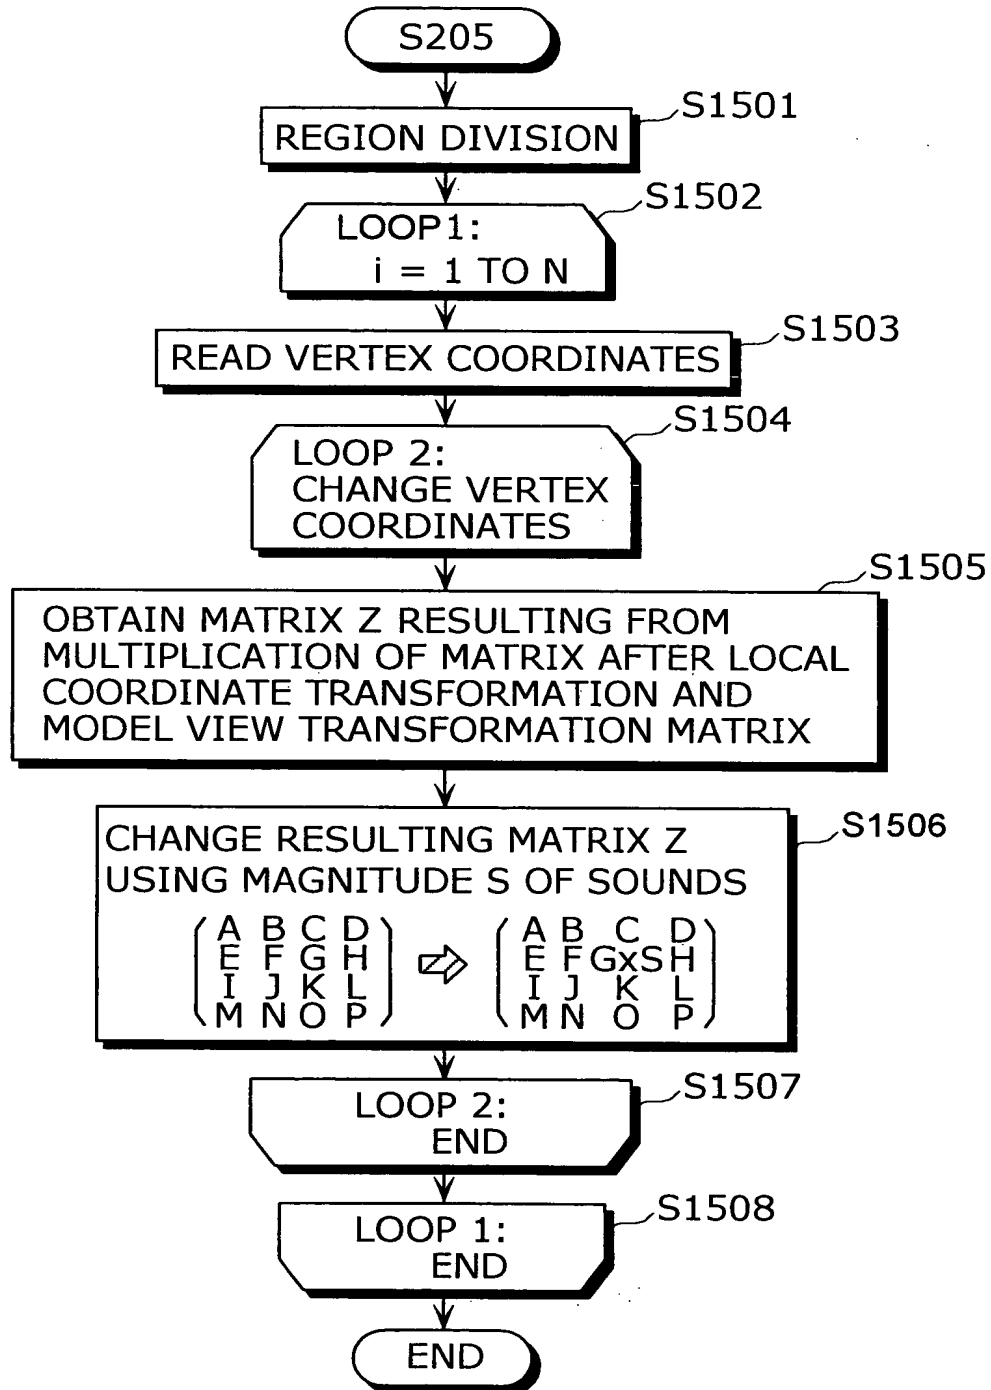 S205
S1501
REGION DIVISION
S1502
LOOP1:
i = 1 TO N
S1503
READ VERTEX COORDINATES
S1504
LOOP 2:
CHANGE VERTEX
COORDINATES
S1505
OBTAIN MATRIX Z RESULTING FROM
MULTIPLICATION OF MATRIX AFTER LOCAL
COORDINATE TRANSFORMATION AND
MODEL VIEW TRANSFORMATION MATRIX
S1506
CHANGE RESULTING MATRIX Z
USING MAGNITUDE S OF SOUNDS
A B C D A B C D
E F G H E F GxS H
I J K L I J K L
M N O P M N O P
S1507
LOOP 2:
END
S1508
LOOP 1:
END
END